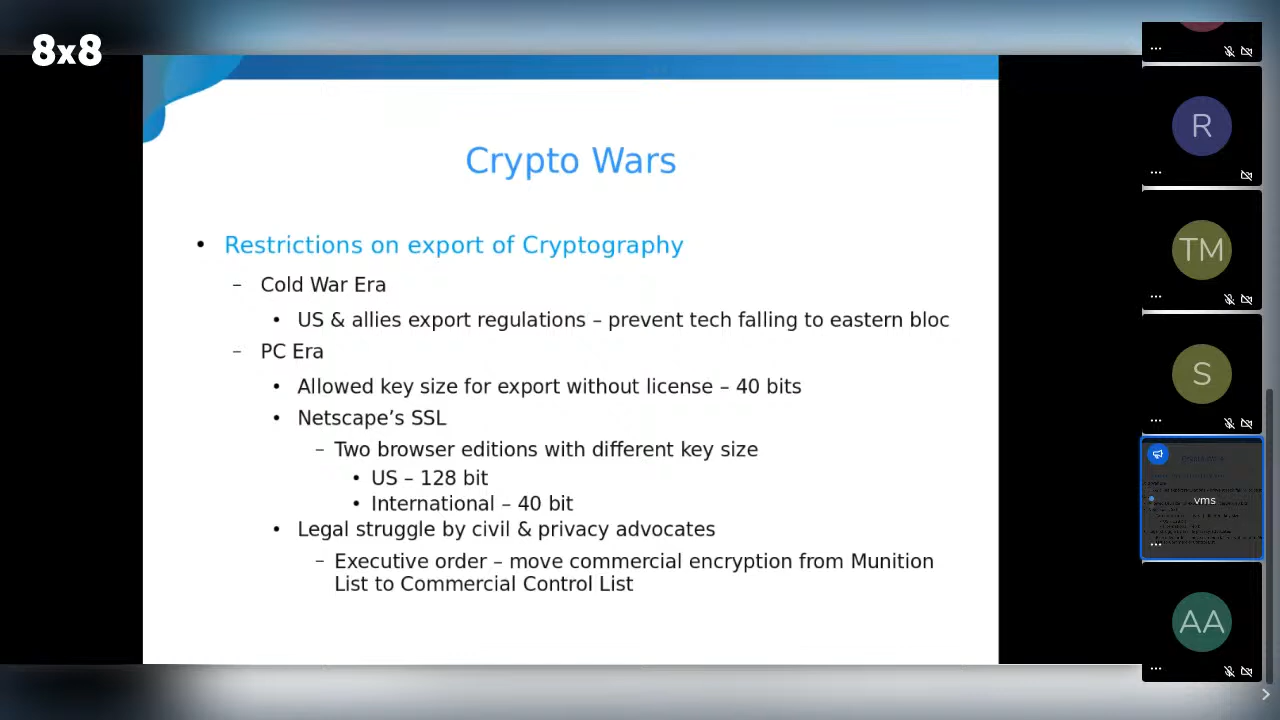 8x8
Crypto Wars
• Restrictions on export of Cryptography
– Cold War Era
• US & allies export regulations – prevent tech falling to eastern bloc
– PC Era
• Allowed key size for export without license – 40 bits
• Netscape’s SSL
– Two browser editions with different key size
• US – 128 bit
• International – 40 bit
• Legal struggle by civil & privacy advocates
– Executive order – move commercial encryption from Munition
List to Commercial Control List
R
TM
S
vms
AA